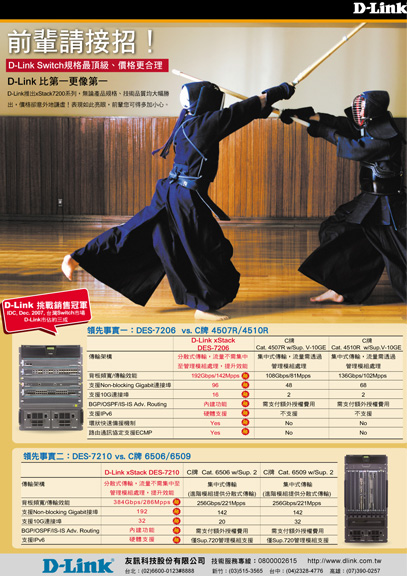 D-Link
前輩請接招！
D-Link Switch規格最頂級、價格更合理
D-Link 比第一更像第一
D-Link推出xStack7200系列，無論產品規格、技術品質均大幅勝
出，價格卻意外地謙虛！表現如此亮眼，前輩您可得多加小心。
D-Link 挑戰銷售冠軍
IDC, Dec. 2007, 台灣Switch市場
D-Link市佔約三成
領先事實一：DES-7206 vs. C牌 4507R/4510R
D-Link xStack DES-7206 C牌 Cat. 4507R w/Sup. V-10GE C牌 Cat. 4510R w/Sup.V-10GE
傳輸架構 分散式傳輸，流量不需集中至管理模組處理，提升效能 集中式傳輸，流量需透過管理模組處理 集中式傳輸，流量需透過管理模組處理
背板頻寬/傳輸效能 192Gbps/142Mpps 勝 108Gbps/81Mpps 136Gbps/102Mpps
支援Non-blocking Gigabit連接埠 96 勝 48 68
支援10G連接埠 16 勝 2 2
BGP/OSPF/IS-IS Adv. Routing 內建功能 勝 需支付額外授權費用 需支付額外授權費用
支援IPv6 硬體支援 勝 不支援 不支援
環狀快速備援機制 Yes 勝 No No
路由通訊協定支援ECMP Yes 勝 No No
領先事實二：DES-7210 vs. C牌 6506/6509
D-Link xStack DES-7210 C牌 Cat. 6506 w/Sup. 2 C牌 Cat. 6509 w/Sup. 2
傳輸架構 分散式傳輸，流量不需集中至管理模組處理，提升效能 集中式傳輸 (進階模組提供分散式傳輸) 集中式傳輸 (進階模組提供分散式傳輸)
背板頻寬/傳輸效能 384Gbps/286Mpps 勝 256Gbps/221Mpps 256Gbps/221Mpps
支援Non-blocking Gigabit連接埠 192 勝 142 142
支援10G連接埠 32 勝 20 32
BGP/OSPF/IS-IS Adv. Routing 內建功能 勝 需支付額外授權費用 需支付額外授權費用
支援IPv6 硬體支援 勝 僅Sup.720管理模組支援 僅Sup.720管理模組支援
D-Link 友訊科技股份有限公司 技術服務專線：0800002615 http://www.dlink.com.tw
台北：(02)6600-0123#8888 新竹：(03)515-3565 台中：(04)2328-4776 高雄：(07)390-0257